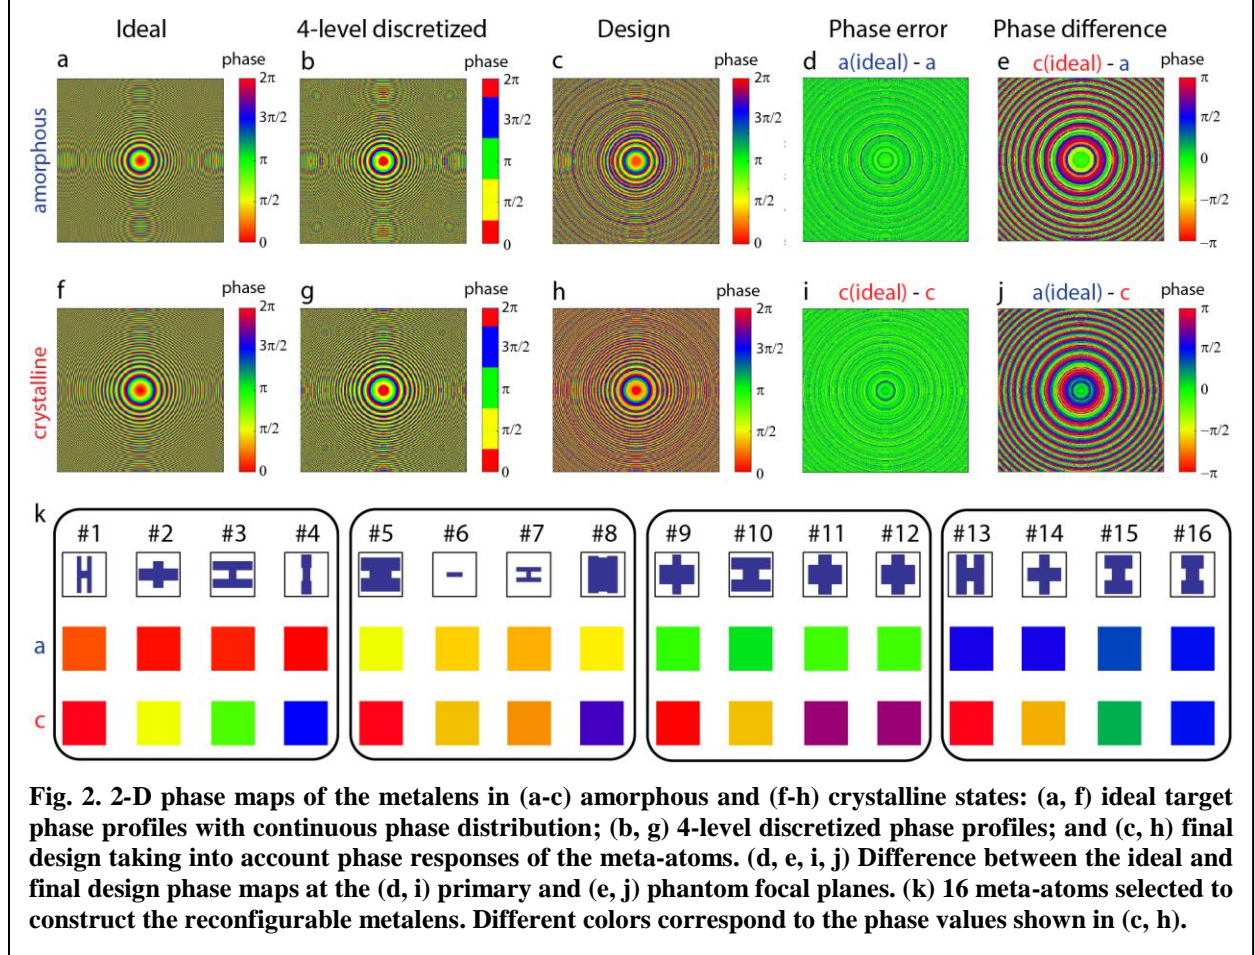 Ideal
4-level discretized
Design
Phase error
Phase difference
amorphous
a
phase
2π
3π/2
π
π/2
0
b
phase
2π
3π/2
π
π/2
0
c
phase
2π
3π/2
π
π/2
0
d
a(ideal) - a
e
c(ideal) - a
phase
π
π/2
0
−π/2
−π
crystalline
f
phase
2π
3π/2
π
π/2
0
g
phase
2π
3π/2
π
π/2
0
h
phase
2π
3π/2
π
π/2
0
i
c(ideal) - c
j
a(ideal) - c
phase
π
π/2
0
−π/2
−π
k
#1 #2 #3 #4 #5 #6 #7 #8 #9 #10 #11 #12 #13 #14 #15 #16
a
c
Fig. 2. 2-D phase maps of the metalens in (a-c) amorphous and (f-h) crystalline states: (a, f) ideal target
phase profiles with continuous phase distribution; (b, g) 4-level discretized phase profiles; and (c, h) final
design taking into account phase responses of the meta-atoms. (d, e, i, j) Difference between the ideal and
final design phase maps at the (d, i) primary and (e, j) phantom focal planes. (k) 16 meta-atoms selected to
construct the reconfigurable metalens. Different colors correspond to the phase values shown in (c, h).